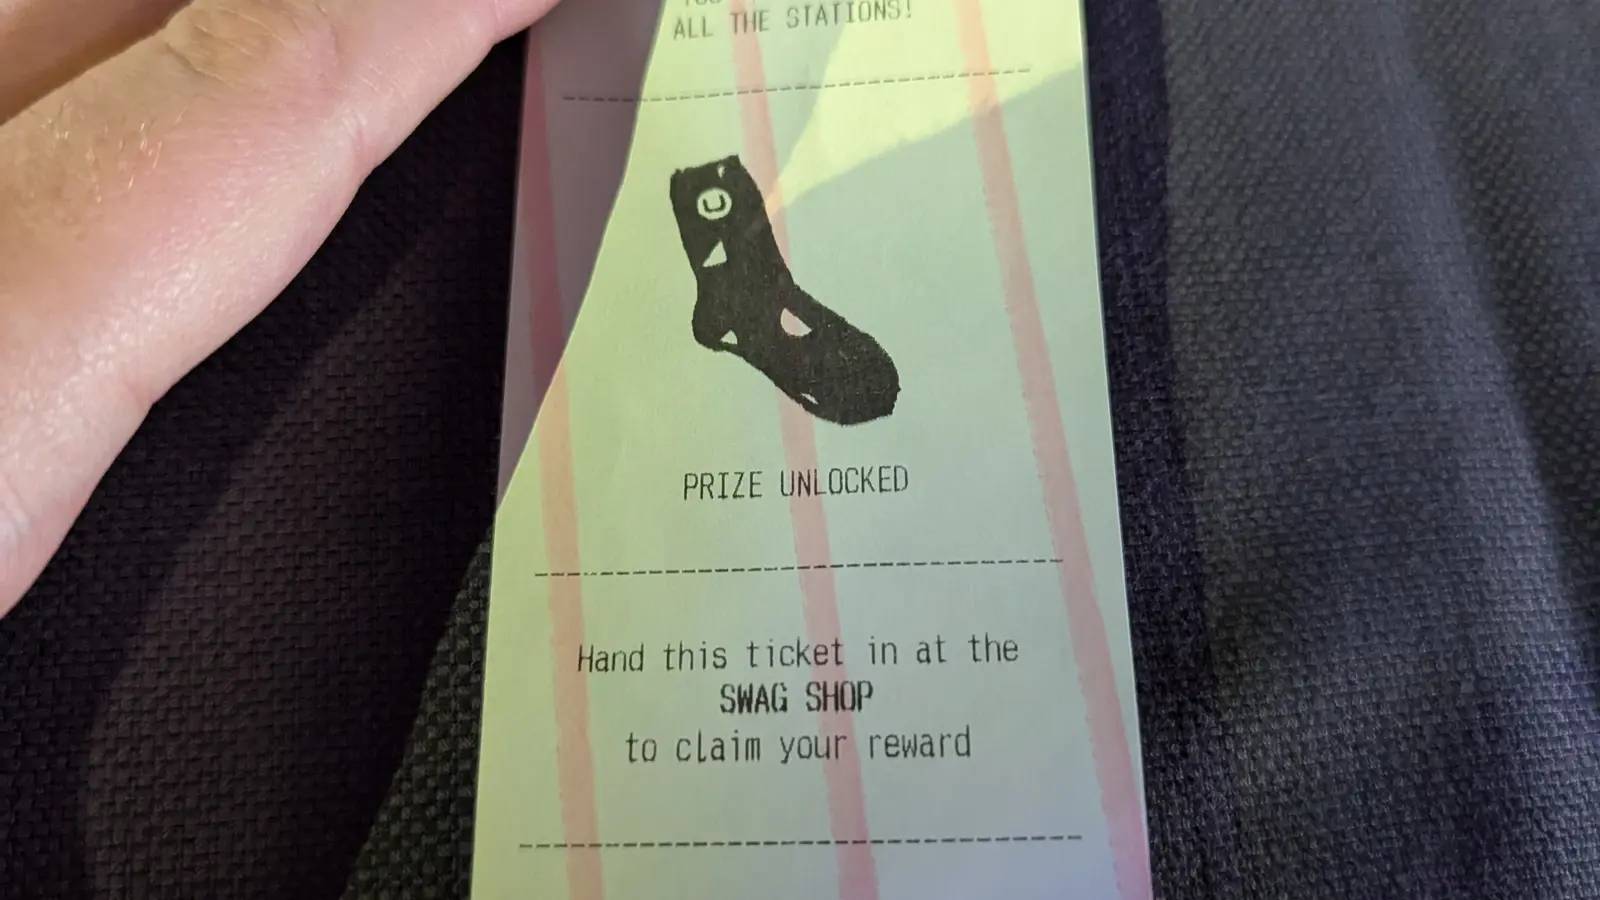 ALL THE STATIONS!
U
PRIZE UNLOCKED
Hand this ticket in at the
SWAG SHOP
to claim your reward